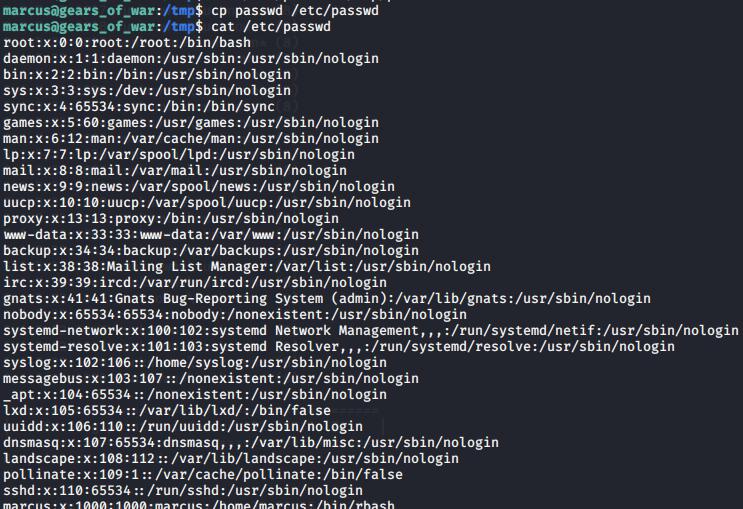 marcus@gears_of_war:/tmp$ cp passwd /etc/passwd
marcus@gears_of_war:/tmp$ cat /etc/passwd
root:x:0:0:root:/root:/bin/bash
daemon:x:1:1:daemon:/usr/sbin:/usr/sbin/nologin
bin:x:2:2:bin:/bin:/usr/sbin/nologin
sys:x:3:3:sys:/dev:/usr/sbin/nologin
sync:x:4:65534:sync:/bin:/bin/sync
games:x:5:60:games:/usr/games:/usr/sbin/nologin
man:x:6:12:man:/var/cache/man:/usr/sbin/nologin
lp:x:7:7:lp:/var/spool/lpd:/usr/sbin/nologin
mail:x:8:8:mail:/var/mail:/usr/sbin/nologin
news:x:9:9:news:/var/spool/news:/usr/sbin/nologin
uucp:x:10:10:uucp:/var/spool/uucp:/usr/sbin/nologin
proxy:x:13:13:proxy:/bin:/usr/sbin/nologin
www-data:x:33:33:www-data:/var/www:/usr/sbin/nologin
backup:x:34:34:backup:/var/backups:/usr/sbin/nologin
list:x:38:38:Mailing List Manager:/var/list:/usr/sbin/nologin
irc:x:39:39:ircd:/var/run/ircd:/usr/sbin/nologin
gnats:x:41:41:Gnats Bug-Reporting System (admin):/var/lib/gnats:/usr/sbin/nologin
nobody:x:65534:65534:nobody:/nonexistent:/usr/sbin/nologin
systemd-network:x:100:102:systemd Network Management,,,:/run/systemd/netif:/usr/sbin/nologin
systemd-resolve:x:101:103:systemd Resolver,,,:/run/systemd/resolve:/usr/sbin/nologin
syslog:x:102:106::/home/syslog:/usr/sbin/nologin
messagebus:x:103:107::/nonexistent:/usr/sbin/nologin
_apt:x:104:65534::/nonexistent:/usr/sbin/nologin
lxd:x:105:65534::/var/lib/lxd/:/bin/false
uuidd:x:106:110::/run/uuidd:/usr/sbin/nologin
dnsmasq:x:107:65534:dnsmasq,,,:/var/lib/misc:/usr/sbin/nologin
landscape:x:108:112::/var/lib/landscape:/usr/sbin/nologin
pollinate:x:109:1::/var/cache/pollinate:/bin/false
sshd:x:110:65534::/run/sshd:/usr/sbin/nologin
marcus:x:1000:1000:marcus:/home/marcus:/bin/rbash